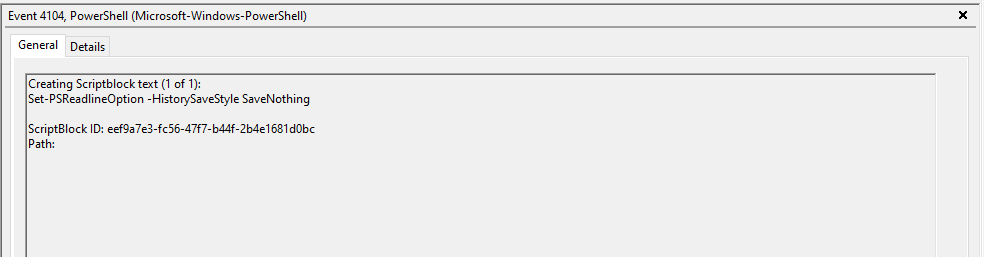 Event 4104, PowerShell (Microsoft-Windows-PowerShell)
General Details
Creating Scriptblock text (1 of 1):
Set-PSReadlineOption -HistorySaveStyle SaveNothing
ScriptBlock ID: eef9a7e3-fc56-47f7-b44f-2b4e1681d0bc
Path: